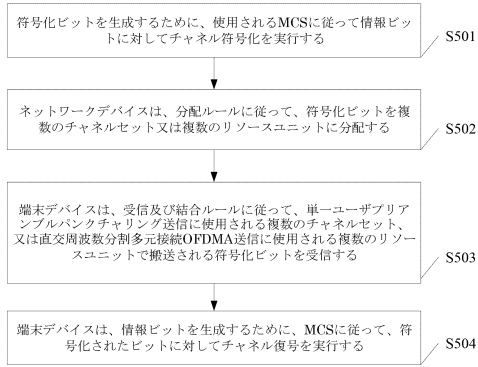 符号化ビットを生成するために、使用されるMCSに従って情報ビッ
トに対してチャネル符号化を実行する
S501
ネットワークデバイスは、分配ルールに従って、符号化ビットを複
数のチャネルセット又は複数のリソースユニットに分配する
S502
端末デバイスは、受信及び結合ルールに従って、単一ユーザプリア
ンブルパンクチャリング送信に使用される複数のチャネルセット、
又は直交周波数分割多元接続OFDMA送信に使用される複数のリソー
スユニットで搬送される符号化ビットを受信する
S503
端末デバイスは、情報ビットを生成するために、MCSに従って、符
号化されたビットに対してチャネル復号を実行する
S504